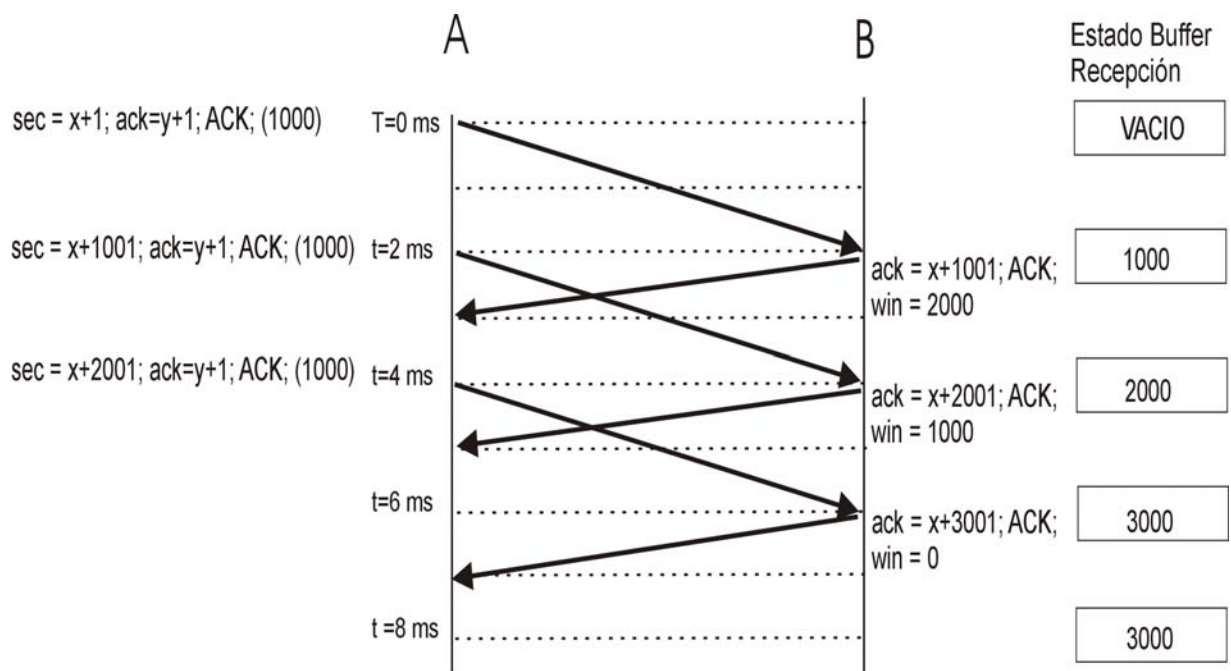 A
B
Estado Buffer
Recepción
sec = x+1; ack=y+1; ACK; (1000)
T=0 ms
VACIO
sec = x+1001; ack=y+1; ACK; (1000)
t=2 ms
ack = x+1001; ACK;
win = 2000
1000
sec = x+2001; ack=y+1; ACK; (1000)
t=4 ms
ack = x+2001; ACK;
win = 1000
2000
t=6 ms
ack = x+3001; ACK;
win = 0
3000
t =8 ms
3000